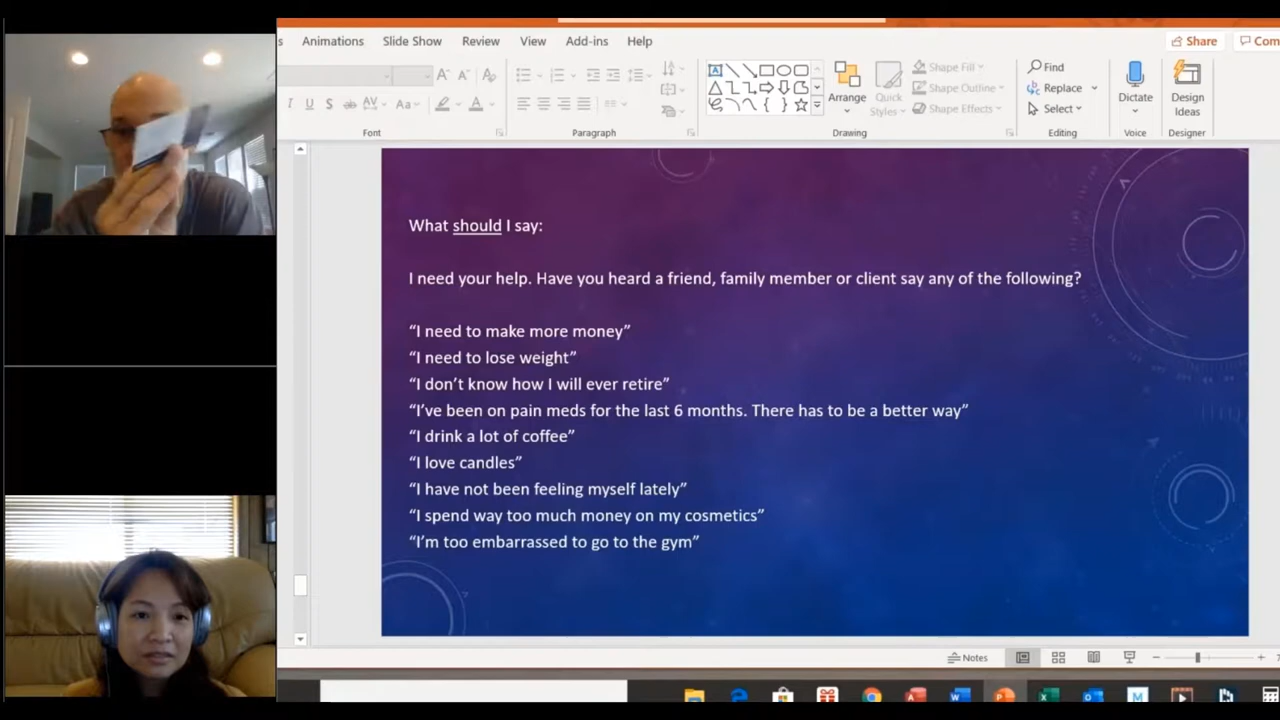 s Animations Slide Show Review View Add-ins Help Share Com
Shape Fill Find
Shape Outline Replace
Arrange Quick Styles Shape Effects Select Dictate Design Ideas
Font Paragraph Drawing Editing Voice Designer
What should I say:
I need your help. Have you heard a friend, family member or client say any of the following?
“I need to make more money”
“I need to lose weight”
“I don’t know how I will ever retire”
“I’ve been on pain meds for the last 6 months. There has to be a better way”
“I drink a lot of coffee”
“I love candles”
“I have not been feeling myself lately”
“I spend way too much money on my cosmetics”
“I’m too embarrassed to go to the gym”
Notes